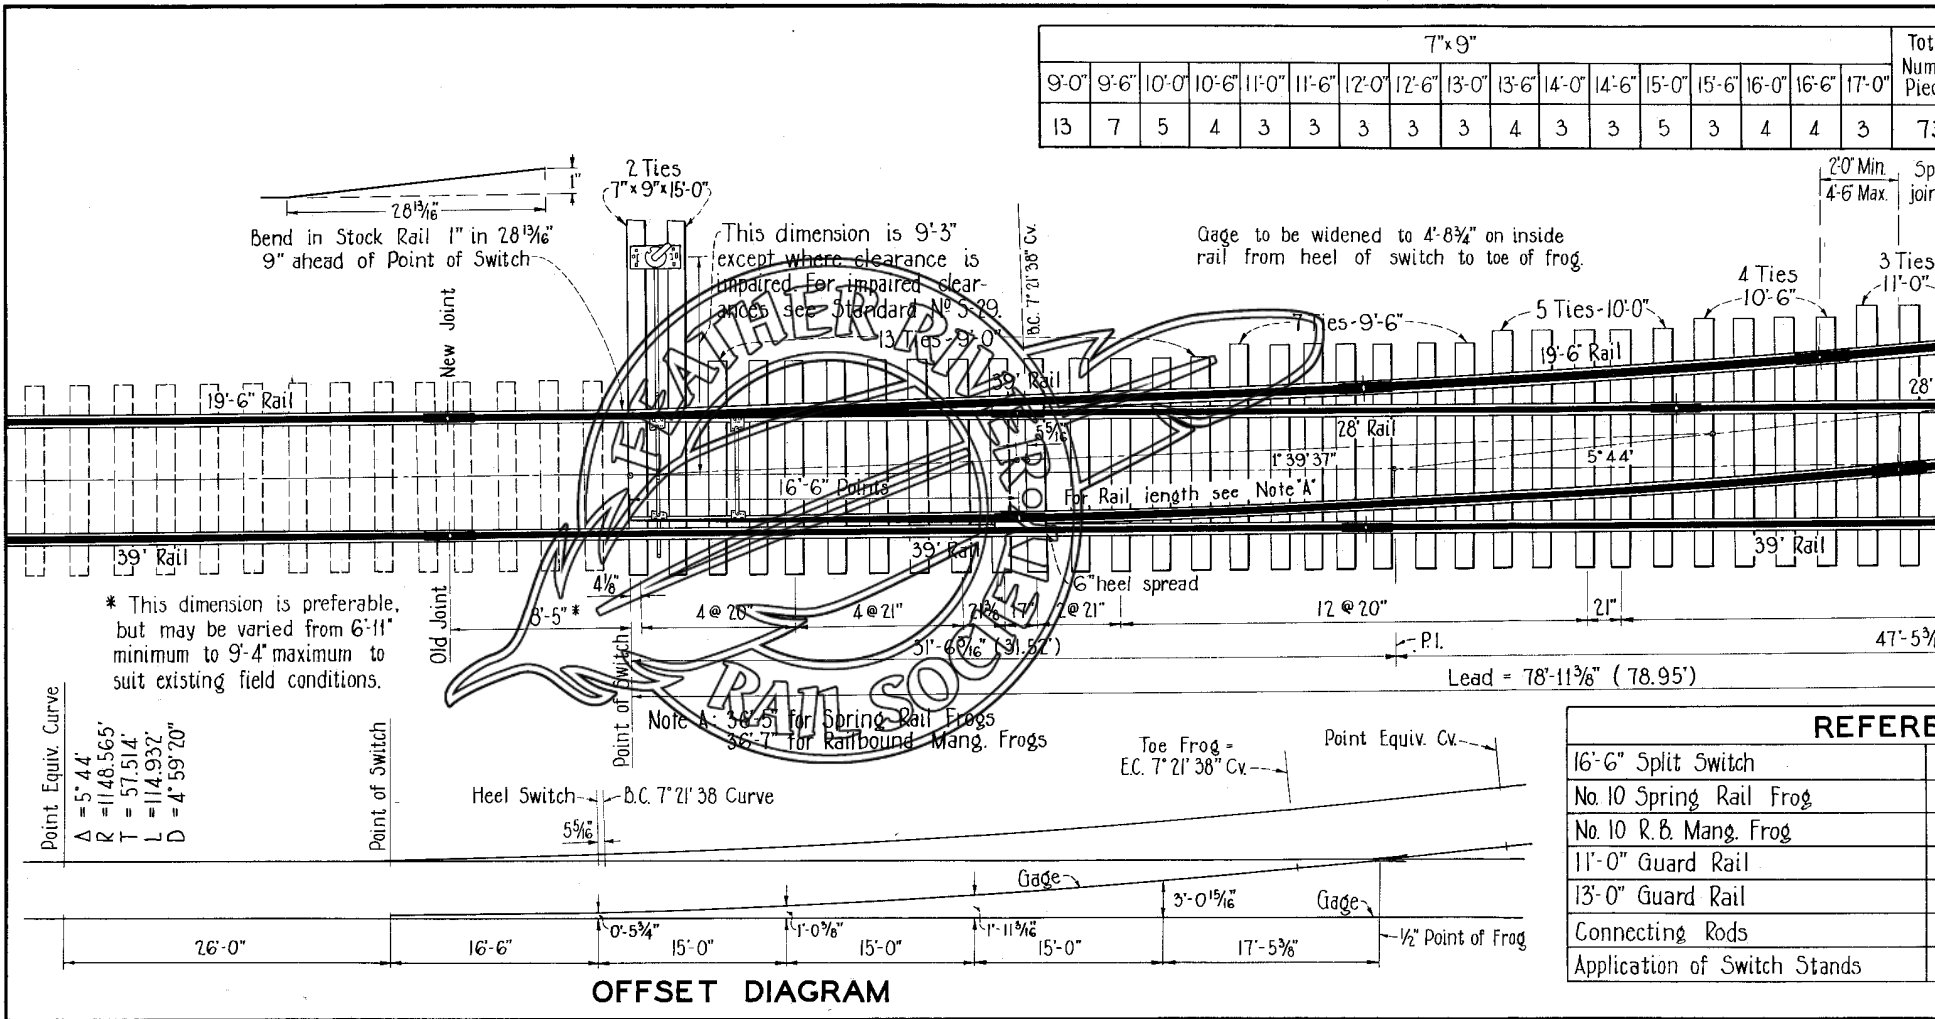 7"x9"
9'-0" 9'-6" 10'-0" 10'-6" 11'-0" 11'-6" 12'-0" 12'-6" 13'-0" 13'-6" 14'-0" 14'-6" 15'-0" 15'-6" 16'-0" 16'-6" 17'-0"
13 7 5 4 3 3 3 3 3 4 3 3 5 3 4 4 3
2'-0" Min.
4'-6" Max.
2 Ties
7"x9"x15'-0"
1"
28 13/16"
Bend in Stock Rail 1" in 28 13/16"
9" ahead of Point of Switch
This dimension is 9'-3"
except where clearance is
impaired. For impaired clear-
ances see Standard Nº S-29.
13 Ties-9'-0"
B.C. 7°21'38" Cv.
Gage to be widened to 4'-8¾" on inside
rail from heel of switch to toe of frog.
7 Ties-9'-6"
5 Ties-10'-0"
4 Ties
10'-6"
3 Ties
11'-0"
New Joint
19'-6" Rail
39' Rail
19'-6" Rail
28'
28' Rail
5 5/16"
1°39'37"
5°44'
16'-6" Points
For Rail length see Note "A"
39' Rail
39' Rail
39' Rail
FEATHER RIVER
RAIL SOCIETY
6" heel spread
* This dimension is preferable,
but may be varied from 6'-11"
minimum to 9'-4" maximum to
suit existing field conditions.
Old Joint
4⅛"
8'-5" *
4 @ 20"
4 @ 21"
21⅜"
17"
2 @ 21"
12 @ 20"
21"
31'-6 3/16" (31.52')
P.I.
47'-5⅜
Lead = 78'-11⅜" (78.95')
Point of Switch
Note A: 36'-5" for Spring Rail Frogs
36'-7" for Railbound Mang. Frogs
Point Equiv. Curve
Δ = 5°44'
R = 1148.565'
T = 57.514'
L = 114.932'
D = 4°59'20"
Point of Switch
Heel Switch
B.C. 7°21'38 Curve
5 5/16"
Toe Frog =
E.C. 7°21'38" Cv.
Point Equiv. Cv.
Gage
Gage
3'-0 15/16"
0'-5¾"
1'-0⅜"
1'-11 3/16"
½" Point of Frog
26'-0" 16'-6" 15'-0" 15'-0" 15'-0" 17'-5⅜"
OFFSET DIAGRAM
16'-6" Split Switch
No. 10 Spring Rail Frog
No. 10 R.B. Mang. Frog
11'-0" Guard Rail
13'-0" Guard Rail
Connecting Rods
Application of Switch Stands